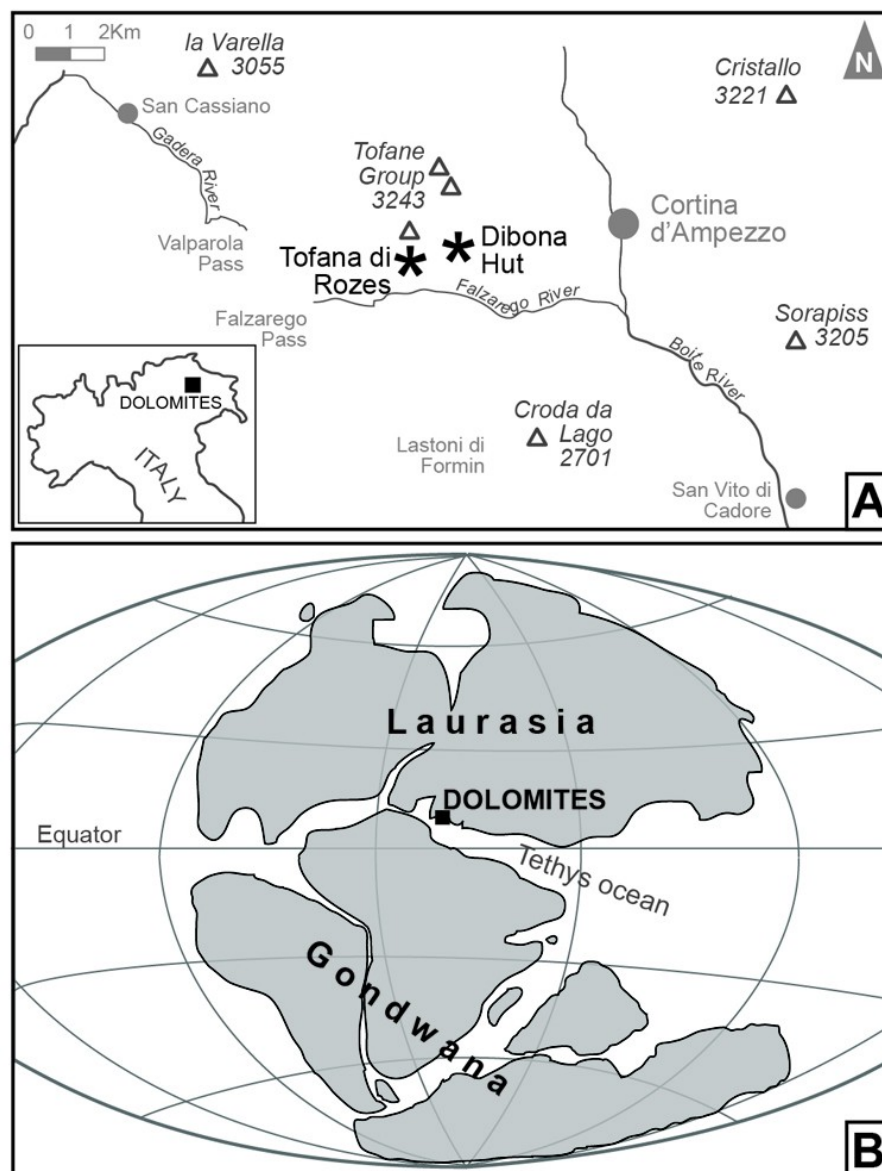 0 1 2Km
la Varella
3055
San Cassiano
Gadera River
Valparola
Pass
Tofane
Group
3243
Tofana di
Rozes
Dibona
Hut
Falzarego River
Falzarego
Pass
Cristallo
3221
N
Cortina
d'Ampezzo
Sorapiss
3205
Boite River
Croda da
Lago
2701
Lastoni di
Formin
San Vito di
Cadore
DOLOMITES
ITALY
A
Laurasia
DOLOMITES
Equator
Tethys ocean
Gondwana
B